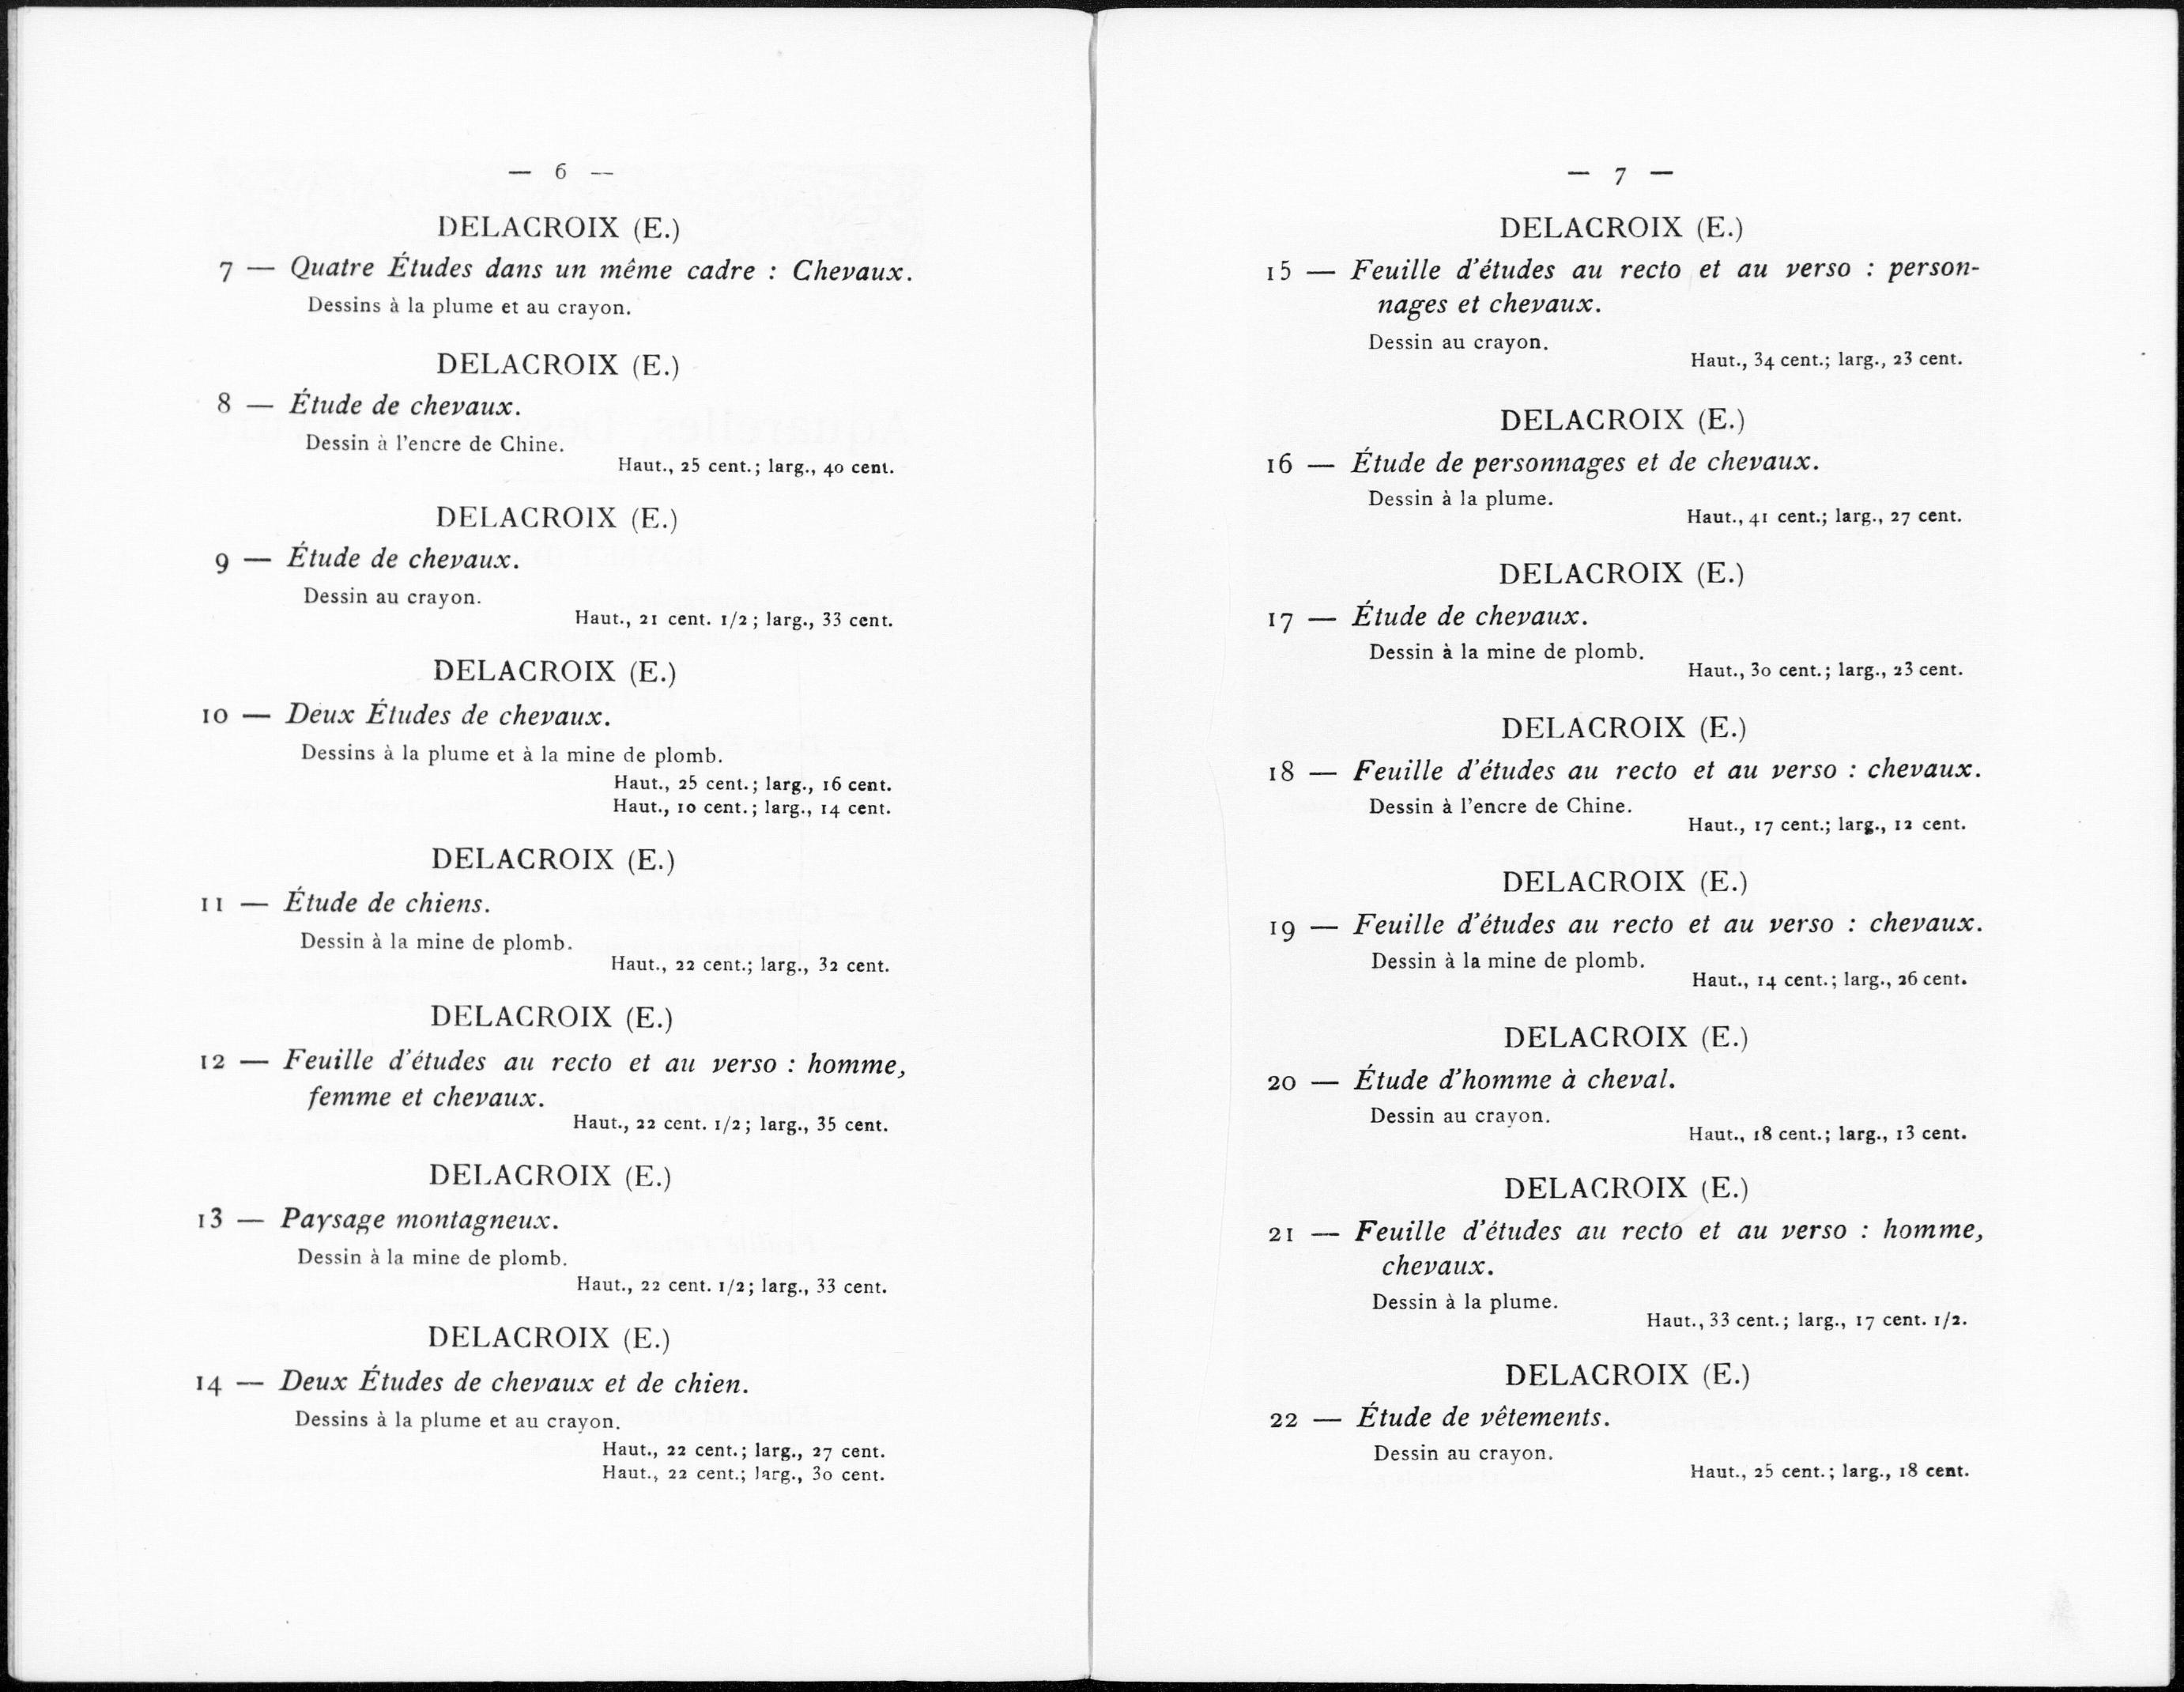 — 6 —
DELACROIX (E.)
7 — Quatre Études dans un même cadre : Chevaux.
Dessins à la plume et au crayon.
DELACROIX (E.)
8 — Étude de chevaux.
Dessin à l'encre de Chine.
Haut., 25 cent.; larg., 40 cent.
DELACROIX (E.)
9 — Étude de chevaux.
Dessin au crayon.
Haut., 21 cent. 1/2; larg., 33 cent.
DELACROIX (E.)
10 — Deux Études de chevaux.
Dessins à la plume et à la mine de plomb.
Haut., 25 cent.; larg., 16 cent.
Haut., 10 cent.; larg., 14 cent.
DELACROIX (E.)
11 — Étude de chiens.
Dessin à la mine de plomb.
Haut., 22 cent.; larg., 32 cent.
DELACROIX (E.)
12 — Feuille d'études au recto et au verso : homme,
femme et chevaux.
Haut., 22 cent. 1/2; larg., 35 cent.
DELACROIX (E.)
13 — Paysage montagneux.
Dessin à la mine de plomb.
Haut., 22 cent. 1/2; larg., 33 cent.
DELACROIX (E.)
14 — Deux Études de chevaux et de chien.
Dessins à la plume et au crayon.
Haut., 22 cent.; larg., 27 cent.
Haut., 22 cent.; larg., 30 cent.
— 7 —
DELACROIX (E.)
15 — Feuille d'études au recto et au verso : person-
nages et chevaux.
Dessin au crayon.
Haut., 34 cent.; larg., 23 cent.
DELACROIX (E.)
16 — Étude de personnages et de chevaux.
Dessin à la plume.
Haut., 41 cent.; larg., 27 cent.
DELACROIX (E.)
17 — Étude de chevaux.
Dessin à la mine de plomb.
Haut., 30 cent.; larg., 23 cent.
DELACROIX (E.)
18 — Feuille d'études au recto et au verso : chevaux.
Dessin à l'encre de Chine.
Haut., 17 cent.; larg., 12 cent.
DELACROIX (E.)
19 — Feuille d'études au recto et au verso : chevaux.
Dessin à la mine de plomb.
Haut., 14 cent.; larg., 26 cent.
DELACROIX (E.)
20 — Étude d'homme à cheval.
Dessin au crayon.
Haut., 18 cent.; larg., 13 cent.
DELACROIX (E.)
21 — Feuille d'études au recto et au verso : homme,
chevaux.
Dessin à la plume.
Haut., 33 cent.; larg., 17 cent. 1/2.
DELACROIX (E.)
22 — Étude de vêtements.
Dessin au crayon.
Haut., 25 cent.; larg., 18 cent.